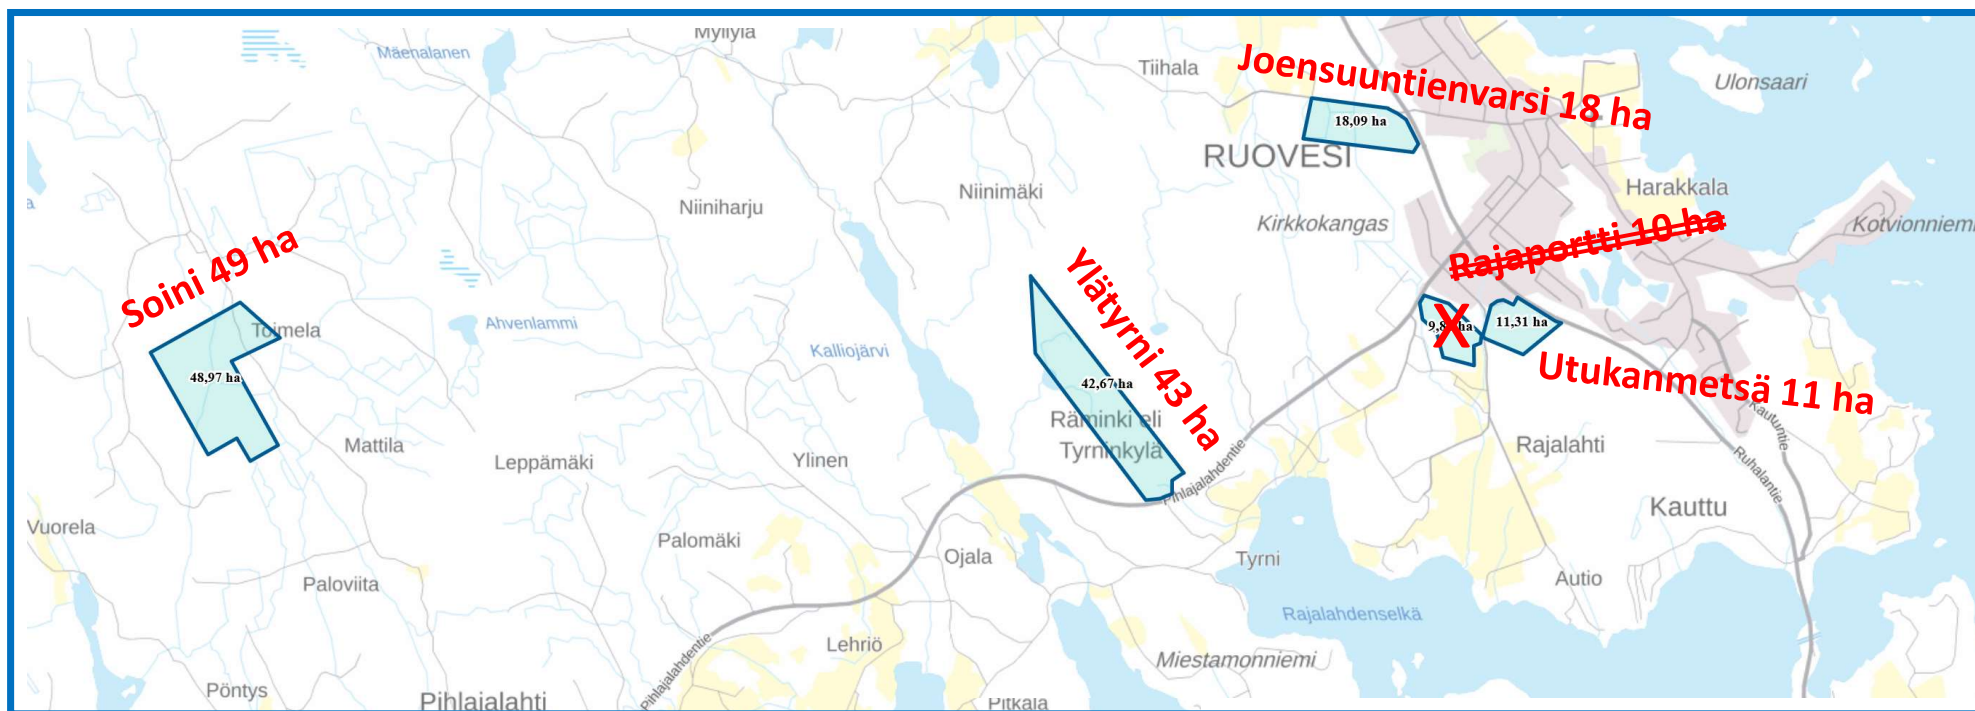 Myllylä
Mäenalanen
Tiihala
Joensuuntienvarsi 18 ha
Ulonsaari
18,09 ha
RUOVESI
Niinimäki
Niiniharju
Harakkala
Kirkkokangas
Rajaportti 10 ha
Kotvionniemi
Soini 49 ha
Ylätyrni 43 ha
Toimela
Ahvenlammi
Kalliojärvi
11,31 ha
X
48,97 ha
42,67 ha
Utukanmetsä 11 ha
Räminki eli
Tyrninkylä
Kautuntie
Mattila
Leppämäki
Ylinen
Rajalahti
Pihlajalahdentie
Ruhalantie
Kauttu
Vuorela
Palomäki
Ojala
Tyrni
Paloviita
Autio
Rajalahdenselkä
Lehriö
Miestamonniemi
Pihlajalahdentie
Pöntys
Pihlajalahti
Pitkälä